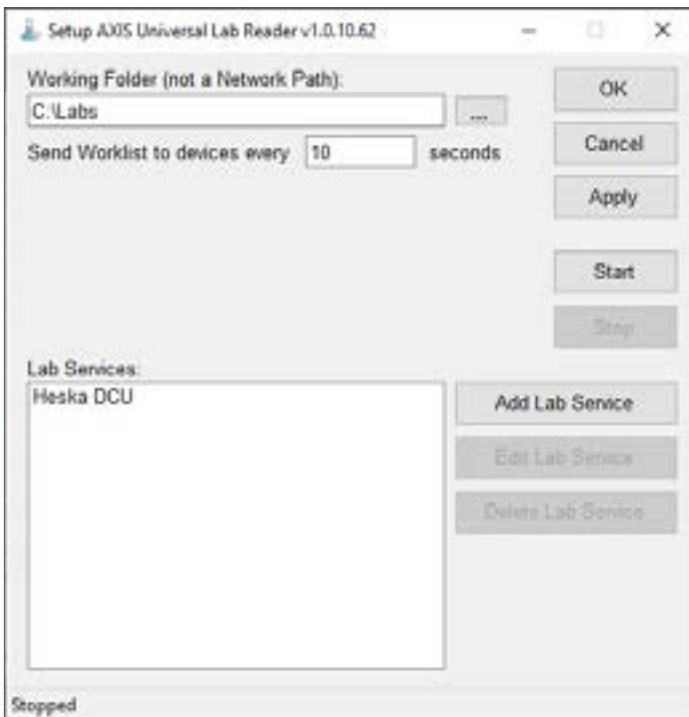 Setup AXIS Universal Lab Reader v1.0.10.62
Working Folder (not a Network Path):
C:\Labs
...
OK
Send Worklist to devices every 10 seconds
Cancel
Apply
Start
Stop
Lab Services:
Heska DCU
Add Lab Service
Edit Lab Service
Delete Lab Service
Stopped